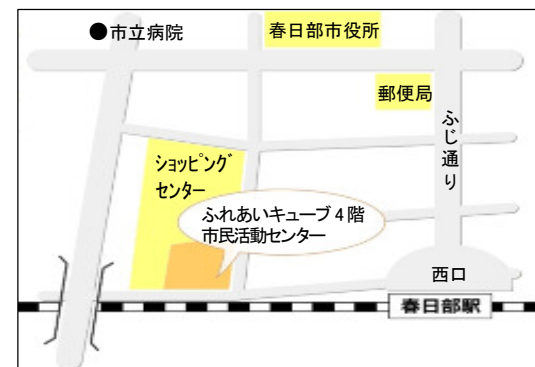 ●市立病院
春日部市役所
郵便局
ふじ通り
ショッピング
センター
ふれあいキューブ4階
市民活動センター
西口
春日部駅